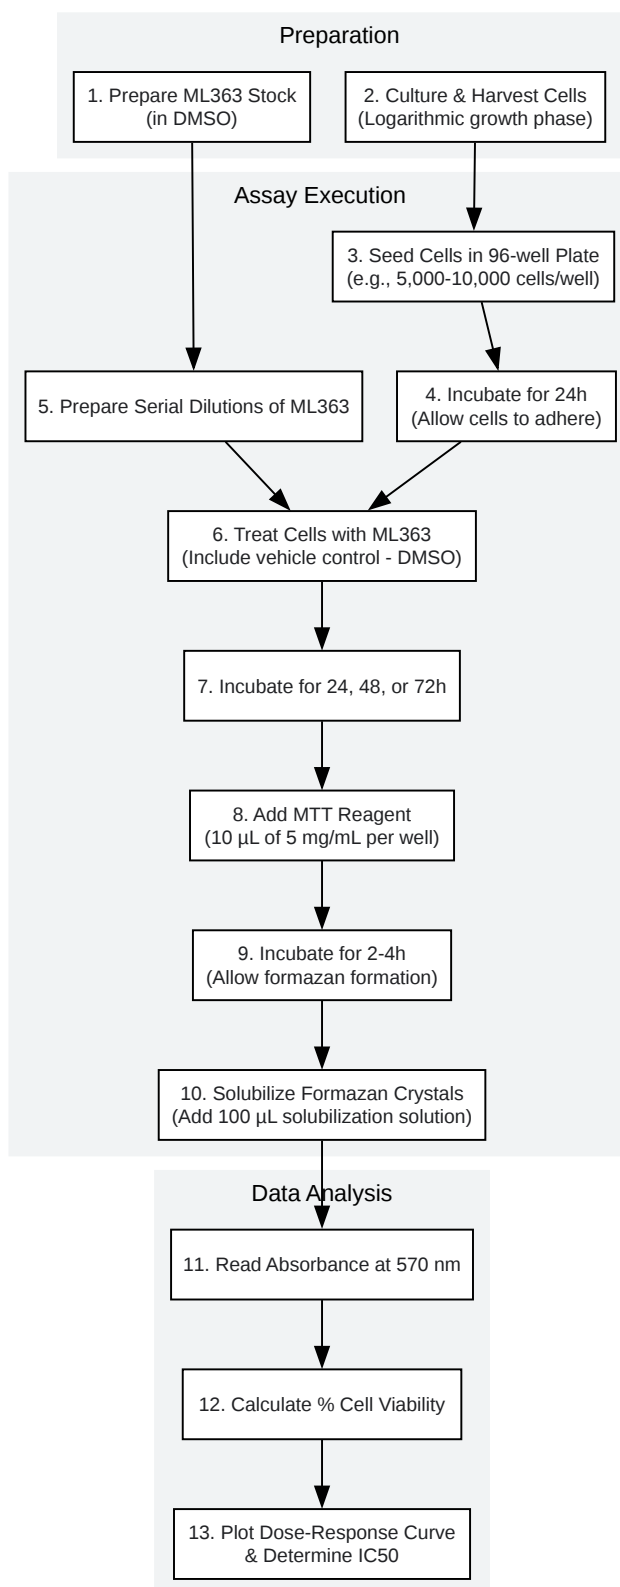 Preparation
1. Prepare ML363 Stock
(in DMSO)
2. Culture & Harvest Cells
(Logarithmic growth phase)
Assay Execution
3. Seed Cells in 96-well Plate
(e.g., 5,000-10,000 cells/well)
5. Prepare Serial Dilutions of ML363
4. Incubate for 24h
(Allow cells to adhere)
6. Treat Cells with ML363
(Include vehicle control - DMSO)
7. Incubate for 24, 48, or 72h
8. Add MTT Reagent
(10 µL of 5 mg/mL per well)
9. Incubate for 2-4h
(Allow formazan formation)
10. Solubilize Formazan Crystals
(Add 100 µL solubilization solution)
Data Analysis
11. Read Absorbance at 570 nm
12. Calculate % Cell Viability
13. Plot Dose-Response Curve
& Determine IC50